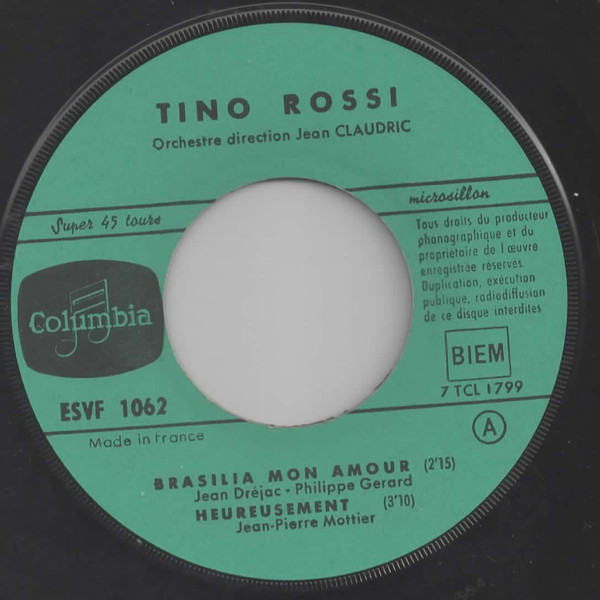 TINO ROSSI
Orchestre direction Jean CLAUDRIC
Super 45 tours
microsillon
Tous droits du producteur
phonographique et du
propriétaire de l œuvre
enregistrée réservés.
Duplication, exécution
publique, radiodiffusion
de ce disque interdites
Columbia
BIEM
7 TCL 1799
ESVF 1062
Made in France
A
BRASILIA MON AMOUR (2'15)
Jean Dréjac - Philippe Gerard
HEUREUSEMENT (3'10)
Jean-Pierre Mottier